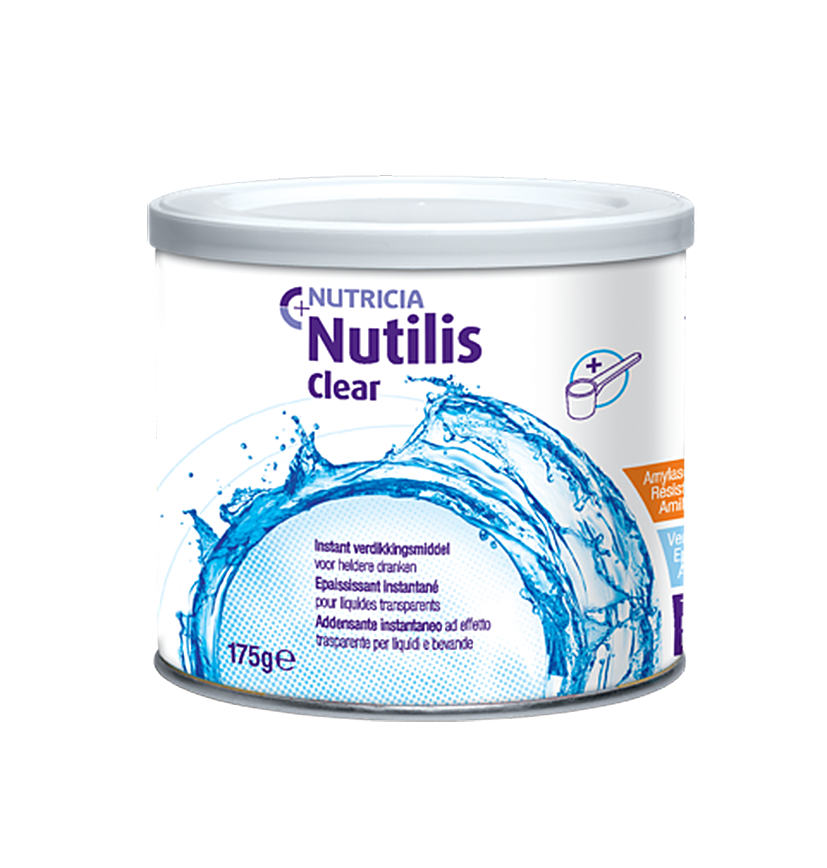 NUTRICIA
Nutilis
Clear
Instant verdikkingsmiddel
voor heldere dranken
Epaississant instantané
pour liquides transparents
Addensante instantaneo ad effetto
trasparente per liquidi e bevande
175g℮